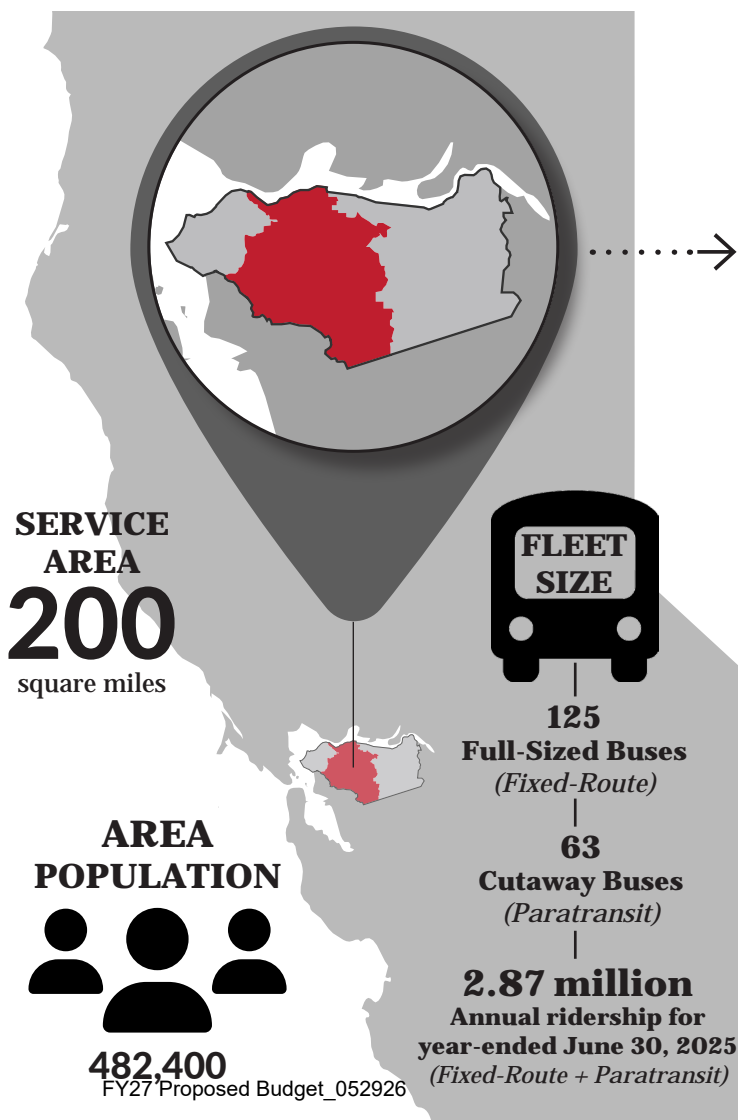 SERVICE
AREA
200
square miles
FLEET
SIZE
125
Full-Sized Buses
(Fixed-Route)
63
Cutaway Buses
(Paratransit)
2.87 million
Annual ridership for
year-ended June 30, 2025
(Fixed-Route + Paratransit)
AREA
POPULATION
482,400
FY27 Proposed Budget_052926